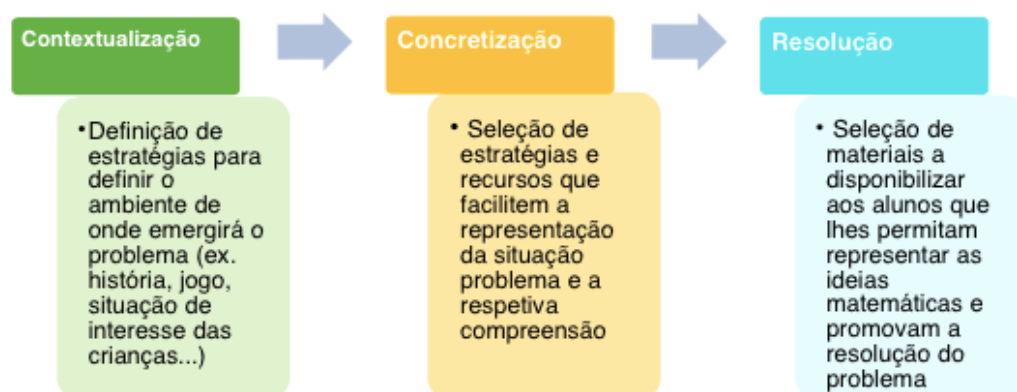 Contextualização
•Definição de
estratégias para
definir o
ambiente de
onde emergirá o
problema (ex.
história, jogo,
situação de
interesse das
crianças...)
Concretização
• Seleção de
estratégias e
recursos que
facilitem a
representação
da situação
problema e a
respetiva
compreensão
Resolução
• Seleção de
materiais a
disponibilizar
aos alunos que
lhes permitam
representar as
ideias
matemáticas e
promovam a
resolução do
problema